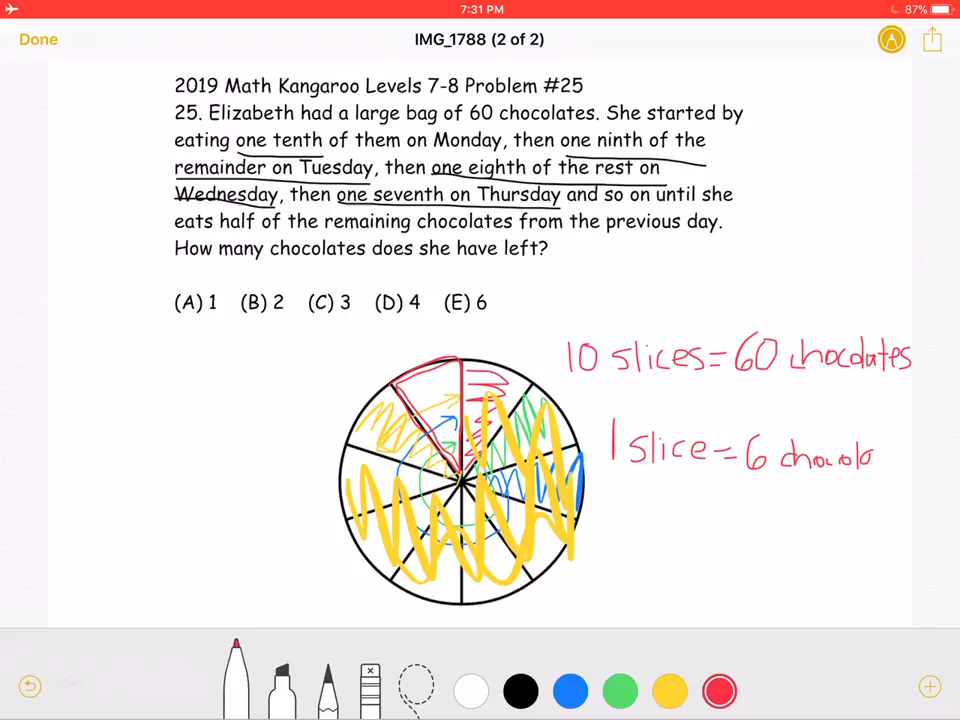 7:31 PM
87%
Done
IMG_1788 (2 of 2)
2019 Math Kangaroo Levels 7-8 Problem #25
25. Elizabeth had a large bag of 60 chocolates. She started by
eating one tenth of them on Monday, then one ninth of the
remainder on Tuesday, then one eighth of the rest on
Wednesday, then one seventh on Thursday and so on until she
eats half of the remaining chocolates from the previous day.
How many chocolates does she have left?
(A) 1 (B) 2 (C) 3 (D) 4 (E) 6
10 slices=60 chocolates
1 slice=6 chocola